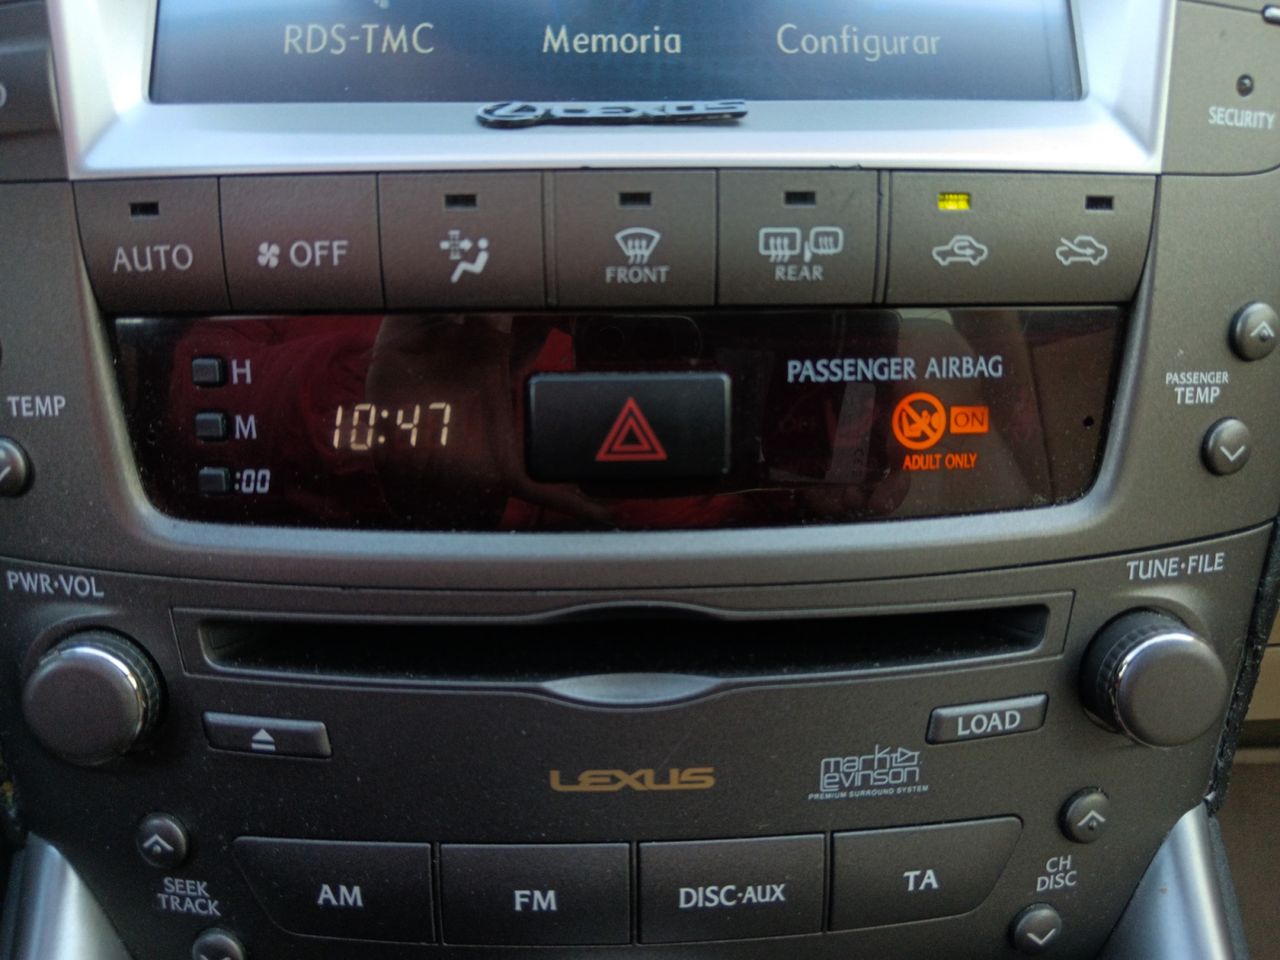 RDS-TMC Memoria Configurar
LEXUS
SECURITY
AUTO OFF FRONT REAR
H
M
:00
10:47
PASSENGER AIRBAG
ON
ADULT ONLY
TEMP
PASSENGER
TEMP
PWR·VOL
TUNE·FILE
LOAD
LEXUS
mark
Levinson
PREMIUM SURROUND SYSTEM
SEEK
TRACK
AM FM DISC-AUX TA
CH
DISC